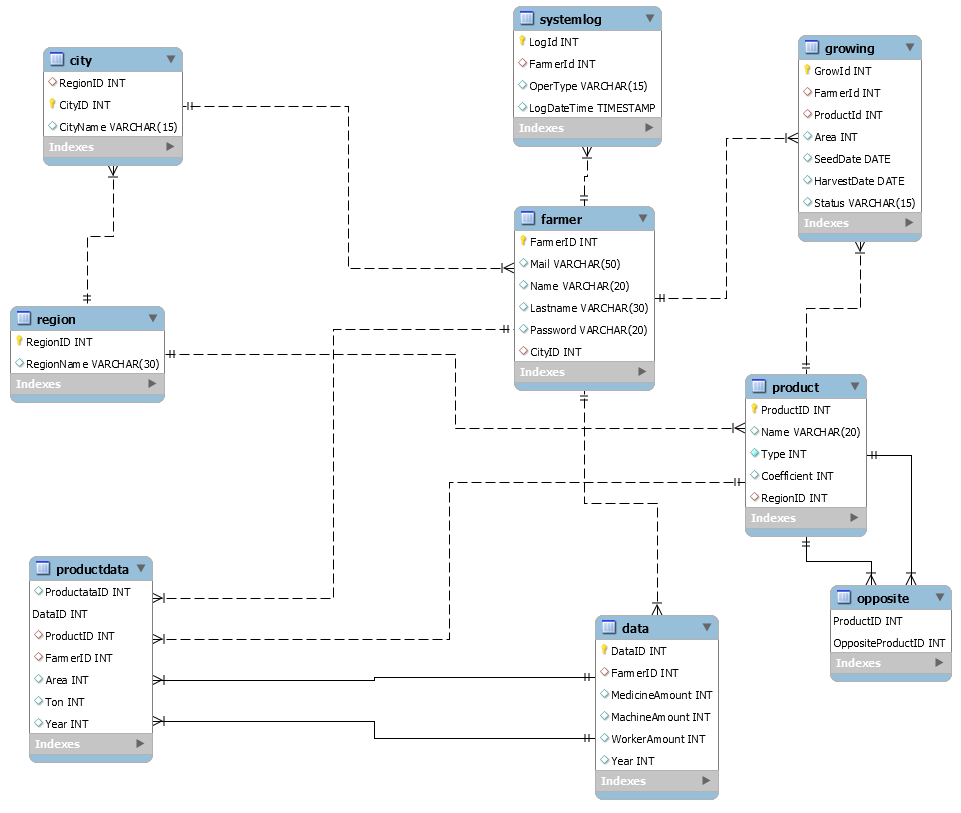 systemlog
LogId INT
FarmerId INT
OperType VARCHAR(15)
LogDateTime TIMESTAMP
Indexes
city
RegionID INT
CityID INT
CityName VARCHAR(15)
Indexes
growing
GrowId INT
FarmerId INT
ProductId INT
Area INT
SeedDate DATE
HarvestDate DATE
Status VARCHAR(15)
Indexes
farmer
FarmerID INT
Mail VARCHAR(50)
Name VARCHAR(20)
Lastname VARCHAR(30)
Password VARCHAR(20)
CityID INT
Indexes
region
RegionID INT
RegionName VARCHAR(30)
Indexes
product
ProductID INT
Name VARCHAR(20)
Type INT
Coefficient INT
RegionID INT
Indexes
productdata
ProductataID INT
DataID INT
ProductID INT
FarmerID INT
Area INT
Ton INT
Year INT
Indexes
data
DataID INT
FarmerID INT
MedicineAmount INT
MachineAmount INT
WorkerAmount INT
Year INT
Indexes
opposite
ProductID INT
OppositeProductID INT
Indexes